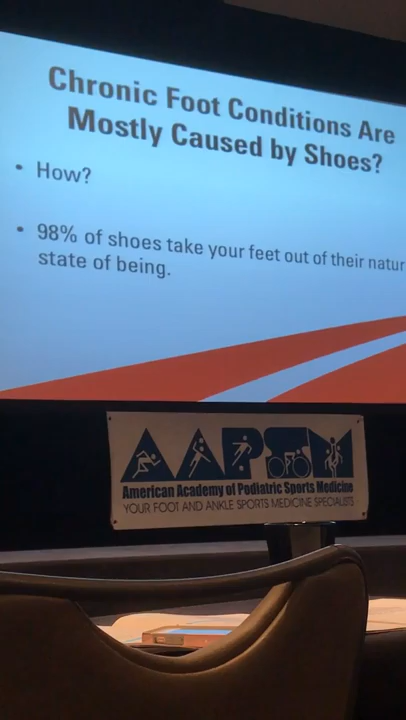 Chronic Foot Conditions Are
Mostly Caused by Shoes?
• How?
• 98% of shoes take your feet out of their natur
state of being.
AAPSM
American Academy of Podiatric Sports Medicine
YOUR FOOT AND ANKLE SPORTS MEDICINE SPECIALISTS